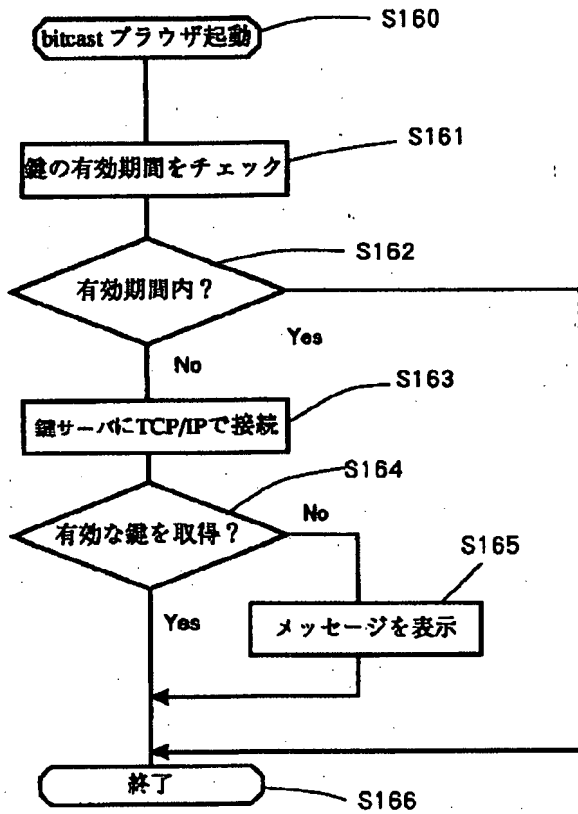 bitcast ブラウザ起動
S160
S161
鍵の有効期間をチェック
S162
有効期間内？
Yes
No
S163
鍵サーバにTCP/IPで接続
S164
有効な鍵を取得？
No
S165
Yes
メッセージを表示
終了
S166